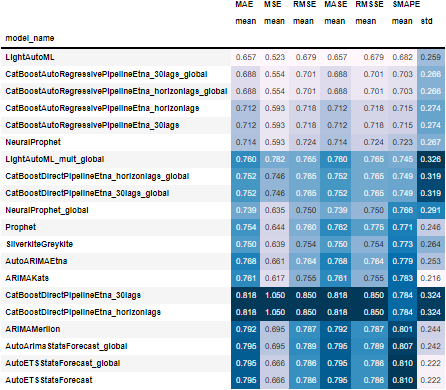 MAE MSE RMSE MASE RMSSE SMAPE
mean mean mean mean mean mean std
model_name
LightAutoML 0.657 0.523 0.679 0.657 0.679 0.682 0.259
CatBoostAutoRegressivePipelineEtna_30lags_global 0.688 0.554 0.701 0.688 0.701 0.703 0.266
CatBoostAutoRegressivePipelineEtna_horizonlags_global 0.688 0.554 0.701 0.688 0.701 0.703 0.266
CatBoostAutoRegressivePipelineEtna_horizonlags 0.712 0.593 0.718 0.712 0.718 0.715 0.274
CatBoostAutoRegressivePipelineEtna_30lags 0.712 0.593 0.718 0.712 0.718 0.715 0.274
NeuralProphet 0.714 0.593 0.724 0.714 0.724 0.723 0.267
LightAutoML_mult_global 0.760 0.782 0.765 0.760 0.765 0.745 0.326
CatBoostDirectPipelineEtna_horizonlags_global 0.752 0.746 0.765 0.752 0.765 0.749 0.319
CatBoostDirectPipelineEtna_30lags_global 0.752 0.746 0.765 0.752 0.765 0.749 0.319
NeuralProphet_global 0.739 0.635 0.750 0.739 0.750 0.766 0.291
Prophet 0.754 0.644 0.760 0.762 0.775 0.771 0.246
SilverkiteGreykite 0.750 0.639 0.754 0.750 0.754 0.773 0.264
AutoARIMAEtna 0.768 0.661 0.764 0.768 0.764 0.779 0.253
ARIMAKats 0.761 0.617 0.755 0.761 0.755 0.783 0.216
CatBoostDirectPipelineEtna_30lags 0.818 1.050 0.850 0.818 0.850 0.784 0.324
CatBoostDirectPipelineEtna_horizonlags 0.818 1.050 0.850 0.818 0.850 0.784 0.324
ARIMAMerlion 0.792 0.695 0.787 0.792 0.787 0.801 0.244
AutoArimaStatsForecast_global 0.795 0.695 0.789 0.795 0.789 0.807 0.242
AutoETSStatsForecast_global 0.795 0.666 0.786 0.795 0.786 0.810 0.222
AutoETSStatsForecast 0.795 0.666 0.786 0.795 0.786 0.810 0.222